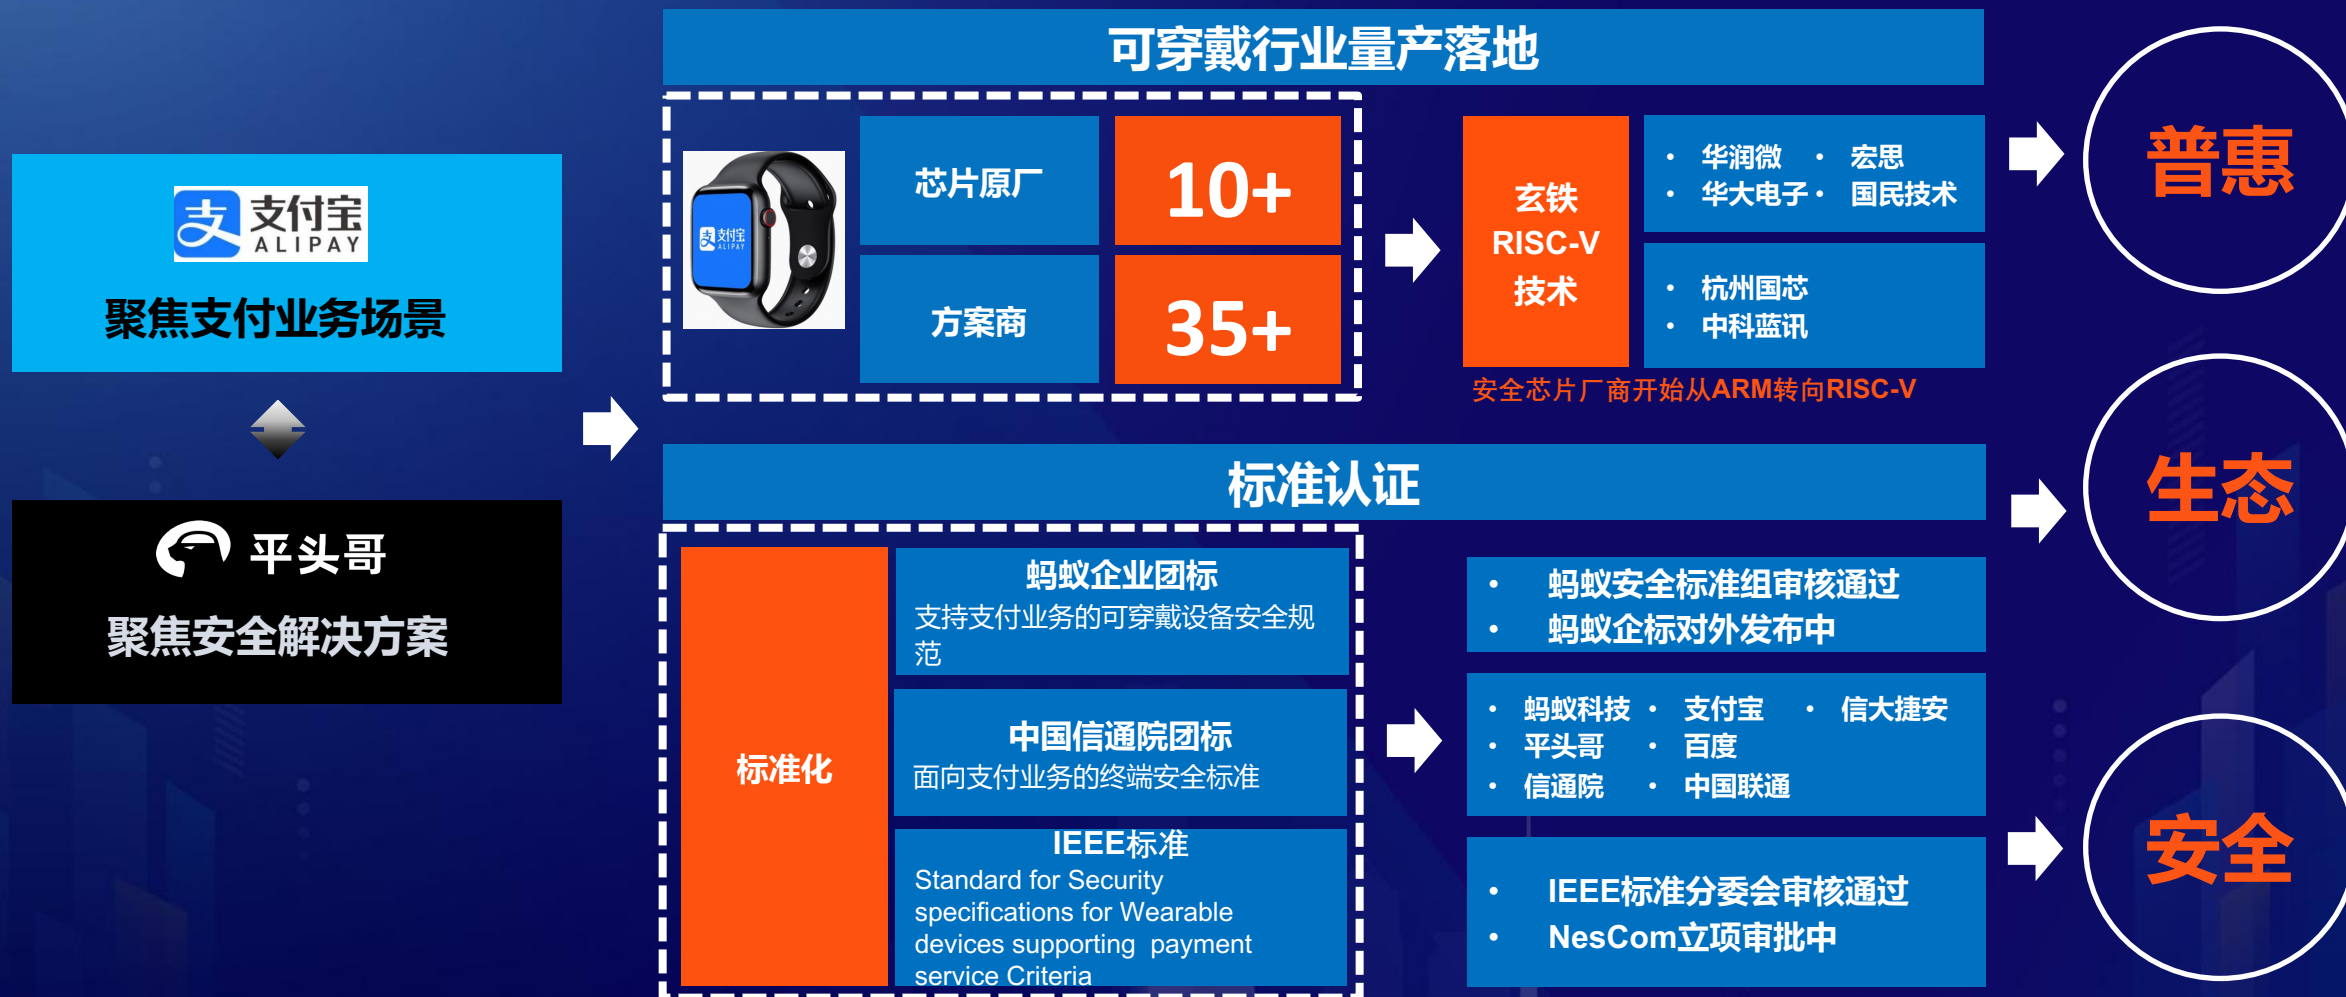 可穿戴行业量产落地
支付宝
ALIPAY
聚焦支付业务场景
平头哥
聚焦安全解决方案
支付宝
ALIPAY
芯片原厂
10+
方案商
35+
玄铁
RISC-V
技术
• 华润微 • 宏思
• 华大电子 • 国民技术
• 杭州国芯
• 中科蓝讯
安全芯片厂商开始从ARM转向RISC-V
标准认证
标准化
蚂蚁企业团标
支持支付业务的可穿戴设备安全规
范
中国信通院团标
面向支付业务的终端安全标准
IEEE标准
Standard for Security
specifications for Wearable
devices supporting payment
service Criteria
• 蚂蚁安全标准组审核通过
• 蚂蚁企标对外发布中
• 蚂蚁科技 • 支付宝 • 信大捷安
• 平头哥 • 百度
• 信通院 • 中国联通
• IEEE标准分委会审核通过
• NesCom立项审批中
普惠
生态
安全